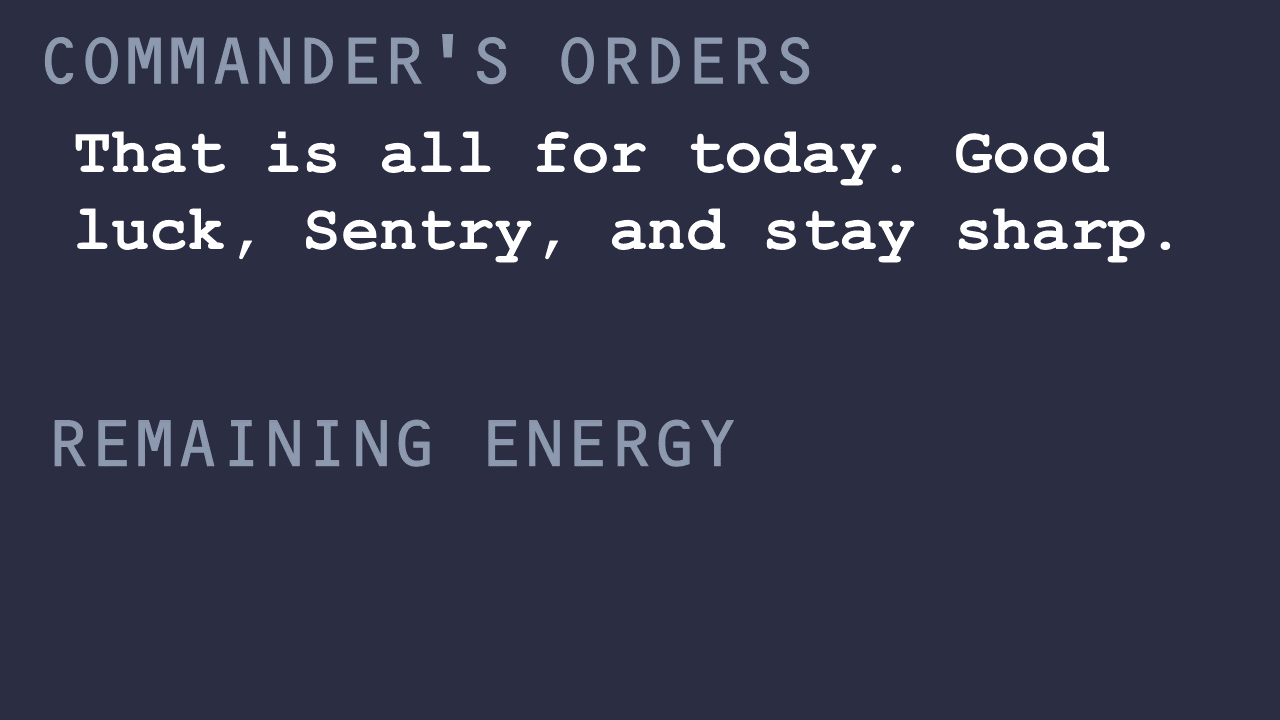 COMMANDER'S ORDERS
That is all for today. Good
luck, Sentry, and stay sharp.
REMAINING ENERGY